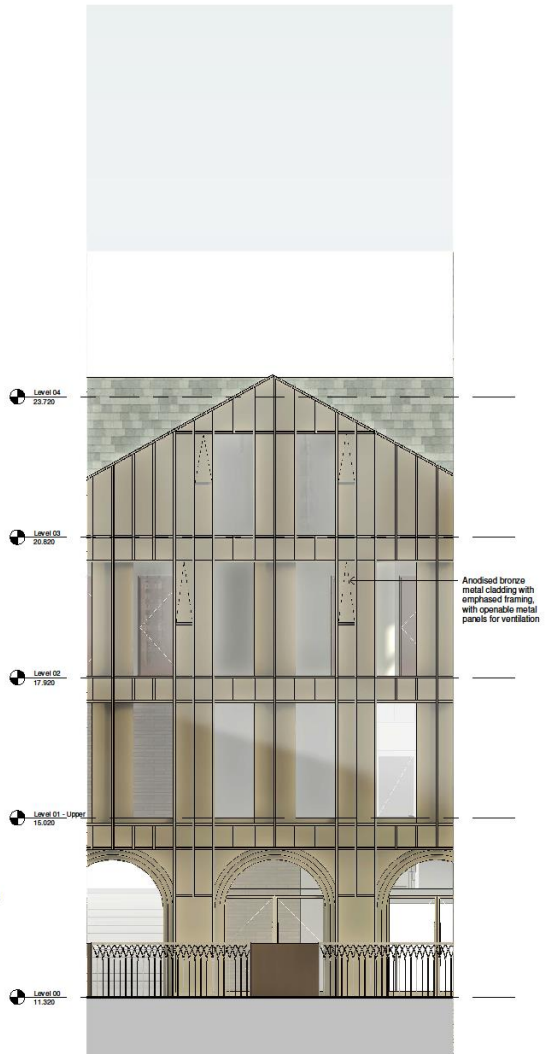 Level 04
23.720
Level 03
20.820
Anodised bronze
metal cladding with
emphased framing,
with openable metal
panels for ventilation
Level 02
17.920
Level 01 - Upper
15.020
Level 00
11.320